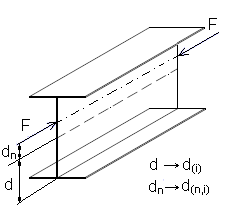 F
F
dn
d
d → d(i)
dn → d(n,i)